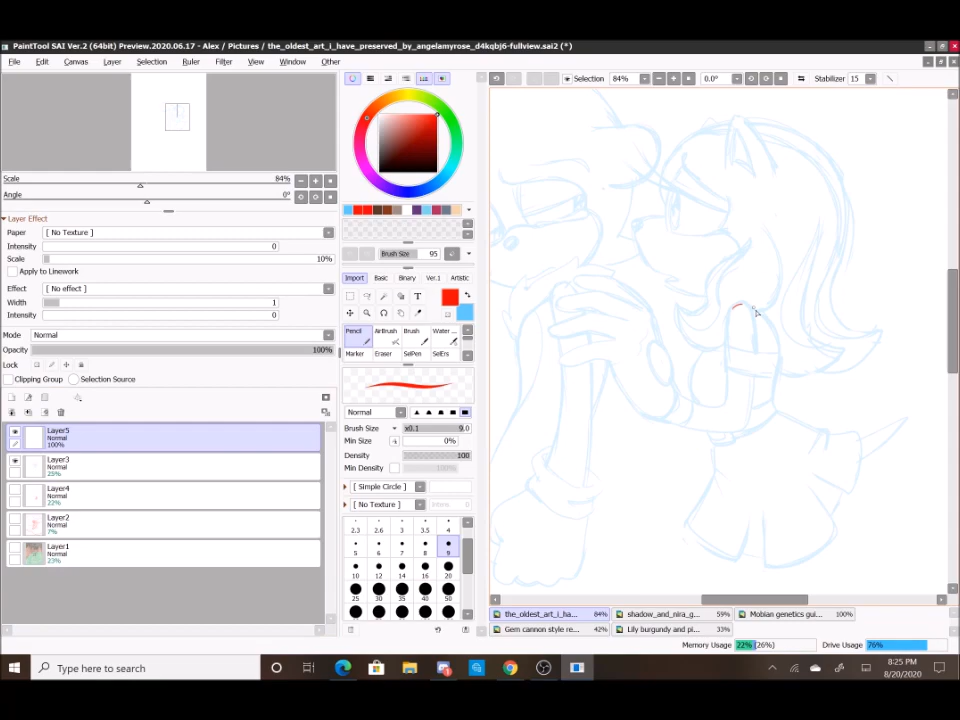 PaintTool SAI Ver.2 (64bit) Preview.2020.06.17 - Alex / Pictures / the_oldest_art_i_have_preserved_by_angelamyrose_d4kqbj6-fullview.sai2 (*)
File Edit Canvas Layer Selection Ruler Filter View Window Other
Selection 84% 0.0° Stabilizer 15
Scale 84%
Angle 0°
Layer Effect
Paper [ No Texture ]
Intensity 0
Scale 10%
Apply to Linework
Effect [ No effect ]
Width 1
Intensity 0
Mode Normal
Opacity 100%
Lock
Clipping Group Selection Source
Layer5
Normal
100%
Layer3
Normal
25%
Layer4
Normal
22%
Layer2
Normal
7%
Layer1
Normal
23%
Brush Size 95
Import Basic Binary Ver.1 Artistic
T
Pencil AirBrush Brush Water ...
Marker Eraser SelPen SelErs
Normal
Brush Size x0.1 9.0
Min Size 0%
Density 100
Min Density 100%
[ Simple Circle ]
[ No Texture ]
2.3 2.6 3 3.5 4
5 6 7 8 9
10 12 14 16 20
25 30 35 40 50
the_oldest_art_i_ha... 84% shadow_and_nira_g... 59% Mobian genetics gui... 100%
Gem cannon style re... 42% Lily burgundy and pi... 33%
Memory Usage 22% (26%) Drive Usage 76%
Type here to search
8:25 PM
8/20/2020